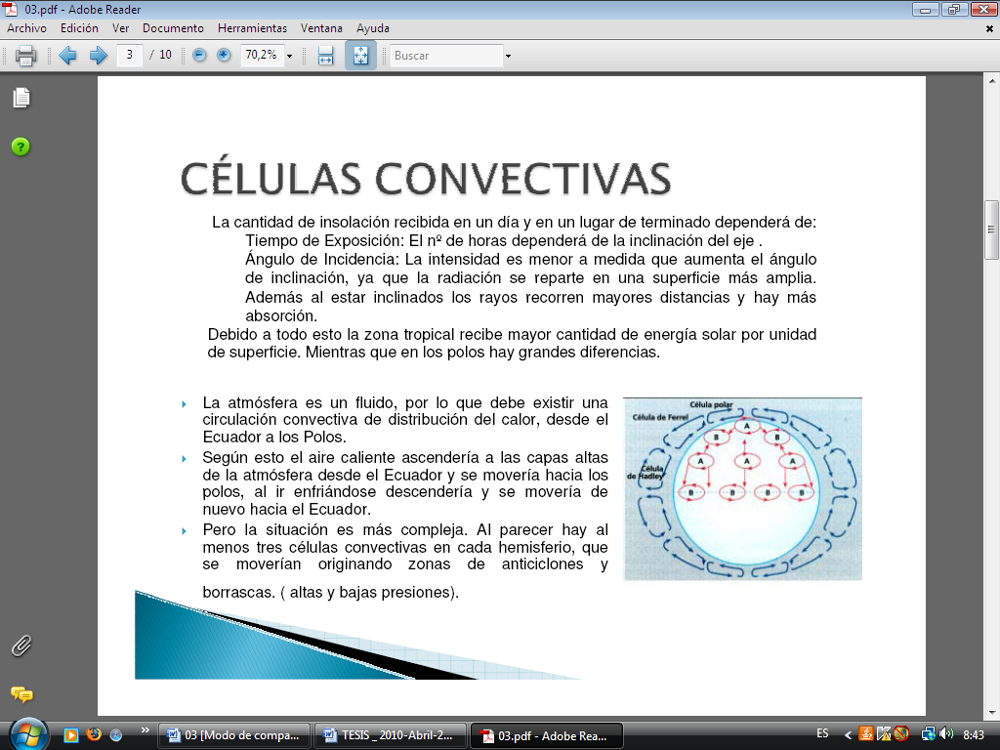 03.pdf - Adobe Reader
Archivo Edición Ver Documento Herramientas Ventana Ayuda
3 / 10 70,2% Buscar
CÉLULAS CONVECTIVAS
La cantidad de insolación recibida en un día y en un lugar de terminado dependerá de:
Tiempo de Exposición: El nº de horas dependerá de la inclinación del eje .
Ángulo de Incidencia: La intensidad es menor a medida que aumenta el ángulo
de inclinación, ya que la radiación se reparte en una superficie más amplia.
Además al estar inclinados los rayos recorren mayores distancias y hay más
absorción.
Debido a todo esto la zona tropical recibe mayor cantidad de energía solar por unidad
de superficie. Mientras que en los polos hay grandes diferencias.
La atmósfera es un fluido, por lo que debe existir una
circulación convectiva de distribución del calor, desde el
Ecuador a los Polos.
Según esto el aire caliente ascendería a las capas altas
de la atmósfera desde el Ecuador y se movería hacia los
polos, al ir enfriándose descendería y se movería de
nuevo hacia el Ecuador.
Pero la situación es más compleja. Al parecer hay al
menos tres células convectivas en cada hemisferio, que
se moverían originando zonas de anticiclones y
borrascas. ( altas y bajas presiones).
Célula polar
Célula de Ferrel
A
B B
A A A
Célula
de Hadley
B B B B
03 [Modo de compa... TESIS _ 2010-Abril-2... 03.pdf - Adobe Rea... ES 8:43